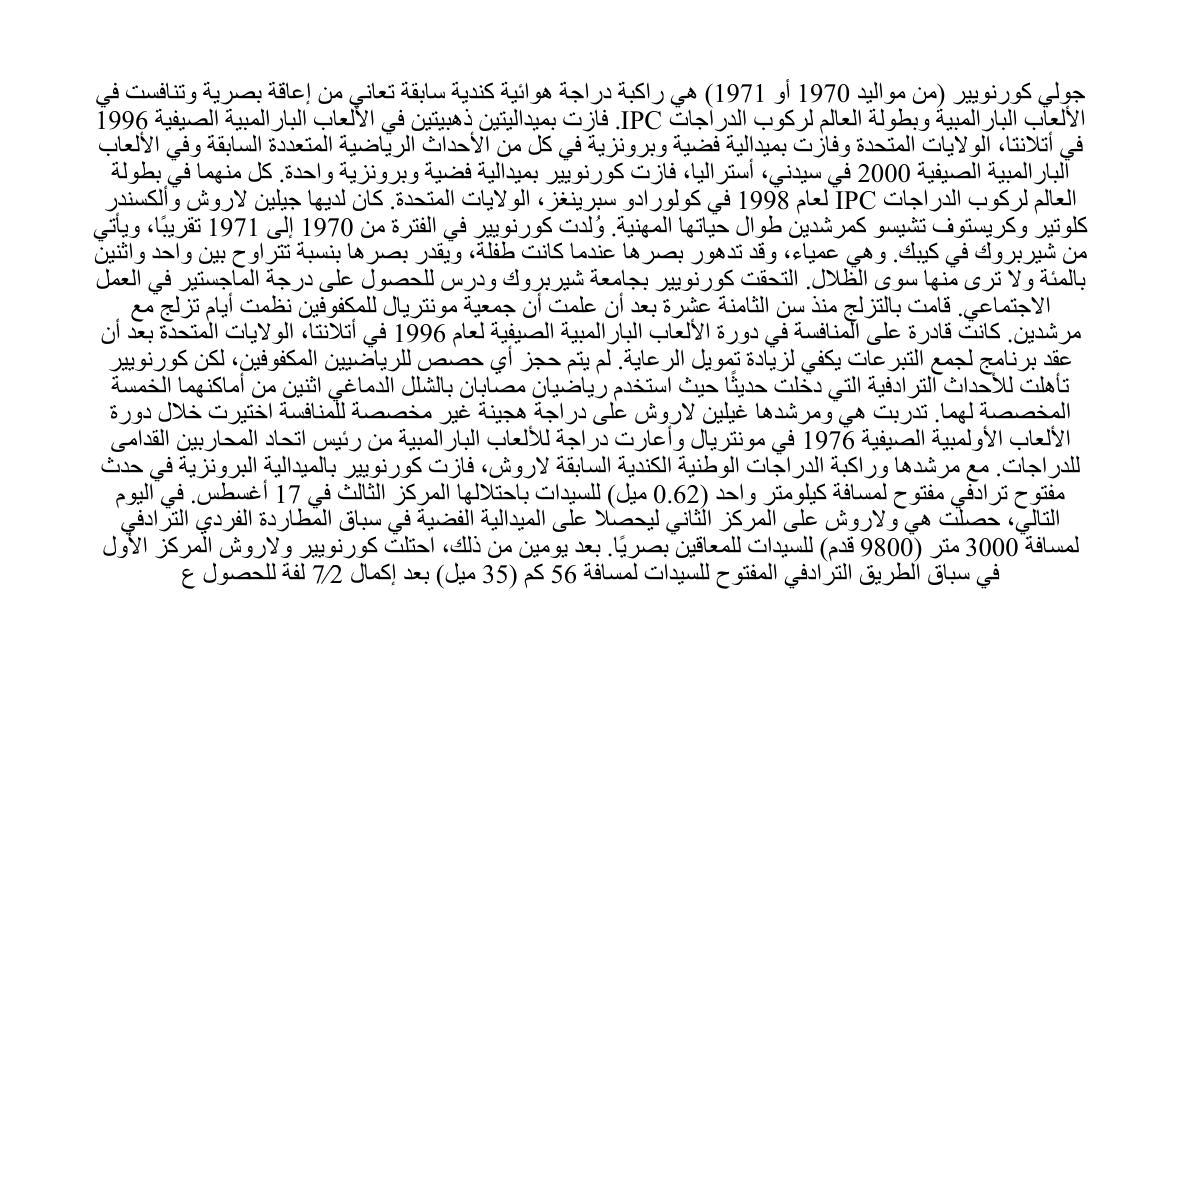 جولي كورنويير (من مواليد 1970 أو 1971) هي راكبة دراجة هوائية كندية سابقة تعاني من إعاقة بصرية وتنافست في
الألعاب البارالمبية وبطولة العالم لركوب الدراجات IPC. فازت بميداليتين ذهبيتين في الألعاب البارالمبية الصيفية 1996
في أتلانتا، الولايات المتحدة وفازت بميدالية فضية وبرونزية في كل من الأحداث الرياضية المتعددة السابقة وفي الألعاب
البارالمبية الصيفية 2000 في سيدني، أستراليا، فازت كورنويير بميدالية فضية وبرونزية واحدة. كل منهما في بطولة
العالم لركوب الدراجات IPC لعام 1998 في كولورادو سبرينغز، الولايات المتحدة. كان لديها جيلين لاروش وألكسندر
كلوتير وكريستوف تشيسو كمرشدين طوال حياتها المهنية. وُلدت كورنويير في الفترة من 1970 إلى 1971 تقريبًا، ويأتي
من شيربروك في كيبك. وهي عمياء، وقد تدهور بصرها عندما كانت طفلة، ويقدر بصرها بنسبة تتراوح بين واحد واثنين
بالمئة ولا ترى منها سوى الظلال. التحقت كورنويير بجامعة شيربروك ودرس للحصول على درجة الماجستير في العمل
الاجتماعي. قامت بالتزلج منذ سن الثامنة عشرة بعد أن علمت أن جمعية مونتريال للمكفوفين نظمت أيام تزلج مع
مرشدين. كانت قادرة على المنافسة في دورة الألعاب البارالمبية الصيفية لعام 1996 في أتلانتا، الولايات المتحدة بعد أن
عقد برنامج لجمع التبرعات يكفي لزيادة تمويل الرعاية. لم يتم حجز أي حصص للرياضيين المكفوفين، لكن كورنويير
تأهلت للأحداث الترادفية التي دخلت حديثًا حيث استخدم رياضيان مصابان بالشلل الدماغي اثنين من أماكنهما الخمسة
المخصصة لهما. تدربت هي ومرشدها غيلين لاروش على دراجة هجينة غير مخصصة للمنافسة اختيرت خلال دورة
الألعاب الأولمبية الصيفية 1976 في مونتريال وأعارت دراجة للألعاب البارالمبية من رئيس اتحاد المحاربين القدامى
للدراجات. مع مرشدها وراكبة الدراجات الوطنية الكندية السابقة لاروش، فازت كورنويير بالميدالية البرونزية في حدث
مفتوح ترادفي مفتوح لمسافة كيلومتر واحد (0.62 ميل) للسيدات باحتلالها المركز الثالث في 17 أغسطس. في اليوم
التالي، حصلت هي ولاروش على المركز الثاني ليحصلا على الميدالية الفضية في سباق المطاردة الفردي الترادفي
لمسافة 3000 متر (9800 قدم) للسيدات للمعاقين بصريًا. بعد يومين من ذلك، احتلت كورنويير ولاروش المركز الأول
في سباق الطريق الترادفي المفتوح للسيدات لمسافة 56 كم (35 ميل) بعد إكمال 7⁄2 لفة للحصول ع